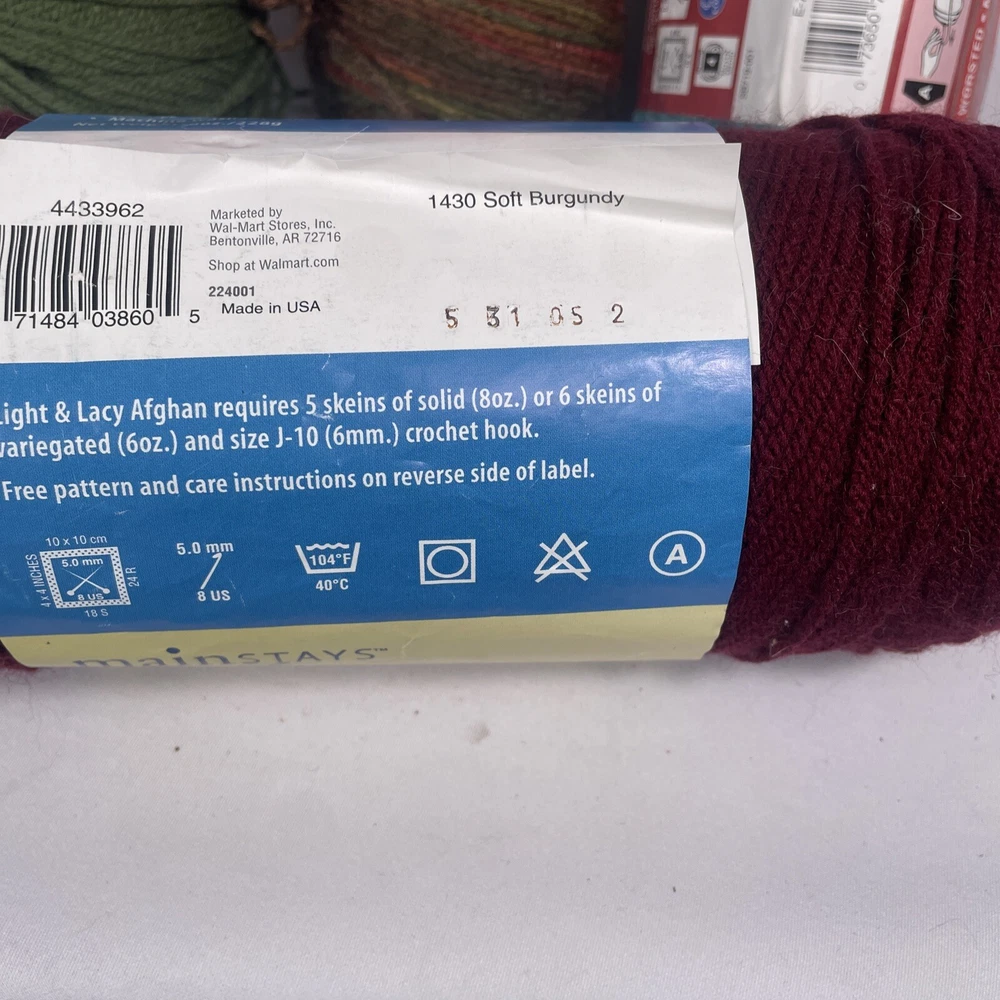 4433962
71484 03860 5
Marketed by
Wal-Mart Stores, Inc.
Bentonville, AR 72716
Shop at Walmart.com
224001
Made in USA
1430 Soft Burgundy
5 31 05 2
Light & Lacy Afghan requires 5 skeins of solid (8oz.) or 6 skeins of
variegated (6oz.) and size J-10 (6mm.) crochet hook.
Free pattern and care instructions on reverse side of label.
10 x 10 cm
4 x 4 INCHES
5.0 mm
8 US
24 R
18 S
5.0 mm
8 US
104°F
40°C
A
mainSTAYS™
A
WORSTED
73650